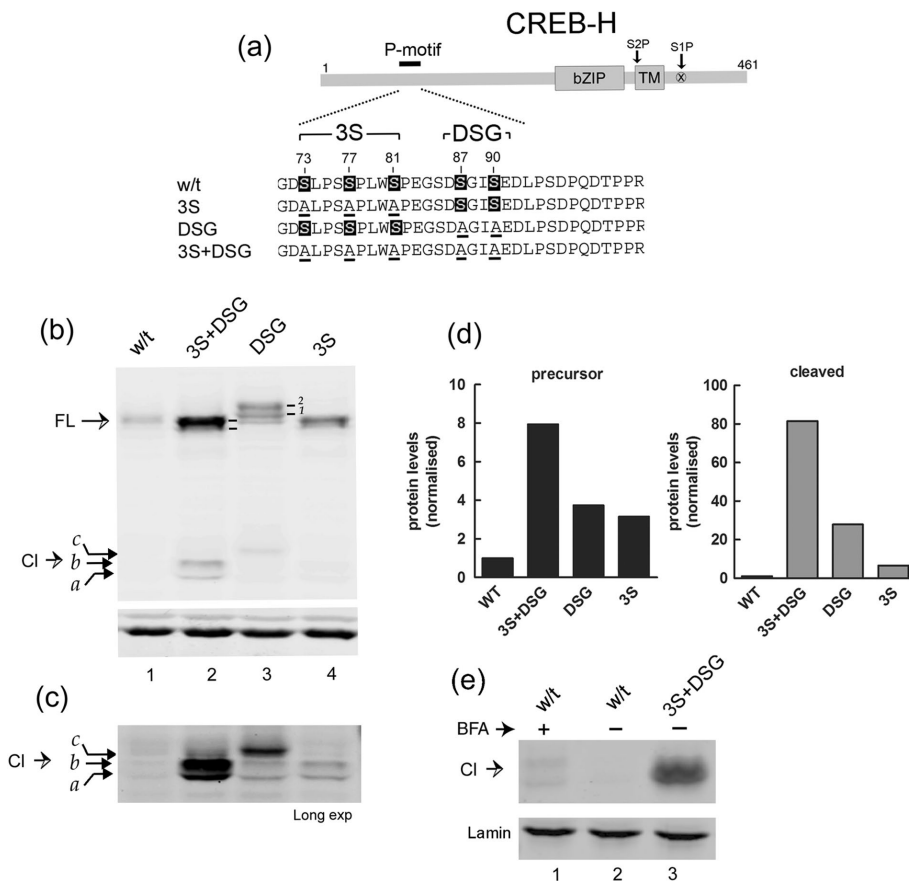 (a)
CREB-H
P-motif
S2P S1P
1 461
bZIP TM X
3S DSG
73 77 81 87 90
w/t GDSLPSSPLWSPEGSDSGISEDLPSDPQDTPPR
3S GDALPSAPLWAPEGSDSGISEDLPSDPQDTPPR
DSG GDSLPSSPLWSPEGSDAGIAEDLPSDPQDTPPR
3S+DSG GDALPSAPLWAPEGSDAGIAEDLPSDPQDTPPR
(b)
w/t 3S+DSG DSG 3S
2
1
FL
c
Cl b
a
1 2 3 4
(c)
c
Cl b
a
Long exp
(d)
precursor
protein levels
(normalised)
10
8
6
4
2
0
WT 3S+DSG DSG 3S
cleaved
protein levels
(normalised)
100
80
60
40
20
0
WT 3S+DSG DSG 3S
(e)
w/t w/t 3S+DSG
BFA + − −
Cl
Lamin
1 2 3